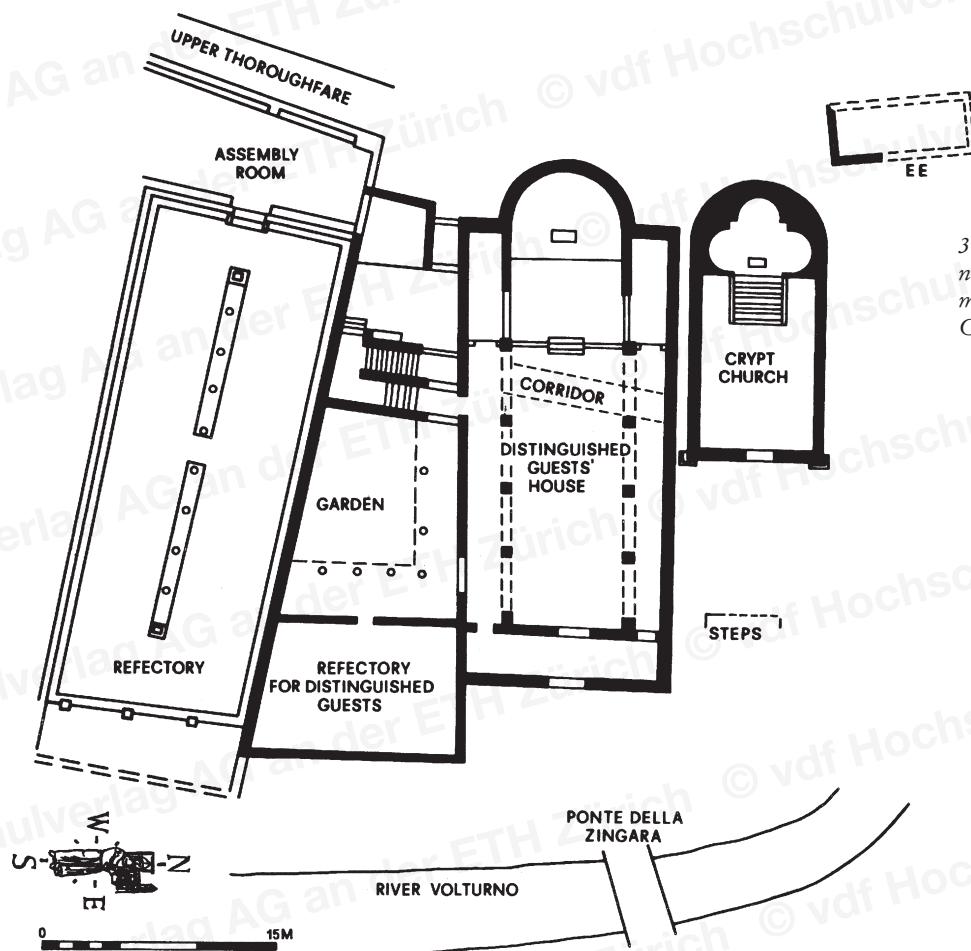 UPPER THOROUGHFARE
ASSEMBLY
ROOM
EE
3
n
m
C
CRYPT
CHURCH
CORRIDOR
DISTINGUISHED
GUESTS'
HOUSE
GARDEN
STEPS
REFECTORY
REFECTORY
FOR DISTINGUISHED
GUESTS
PONTE DELLA
ZINGARA
RIVER VOLTURNO
W
S
N
E
0
15M
© vdf Hochschulverlag AG an der ETH Zürich